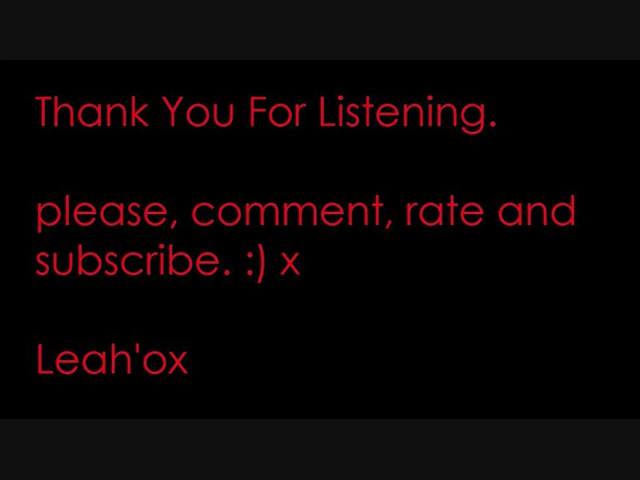 Thank You For Listening.
please, comment, rate and
subscribe. :) x
Leah'ox